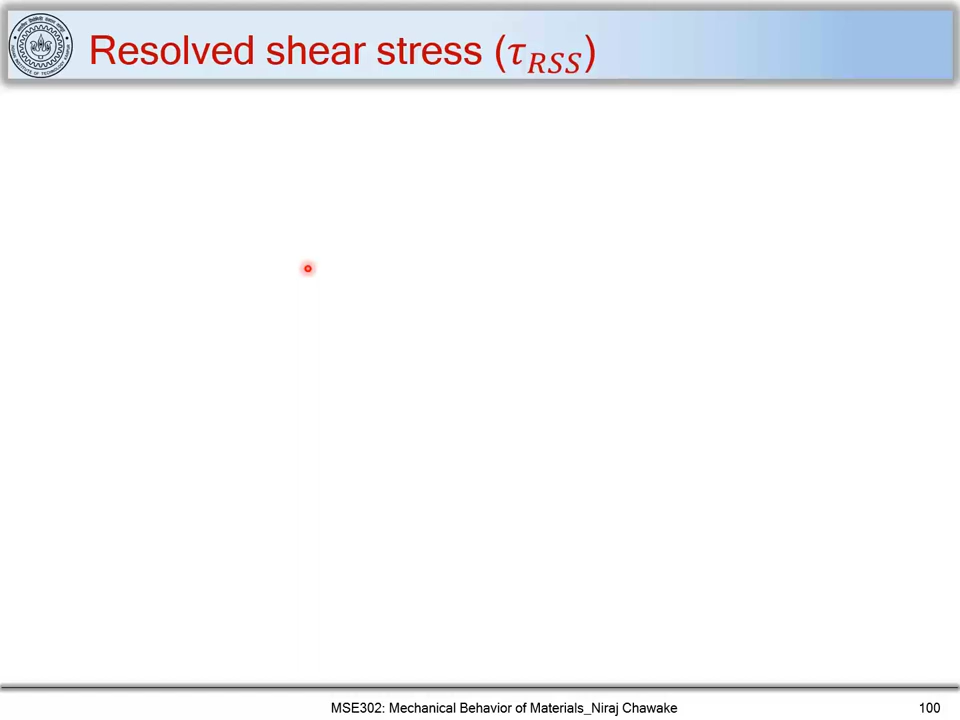 Resolved shear stress (τ_RSS)
MSE302: Mechanical Behavior of Materials_Niraj Chawake
100